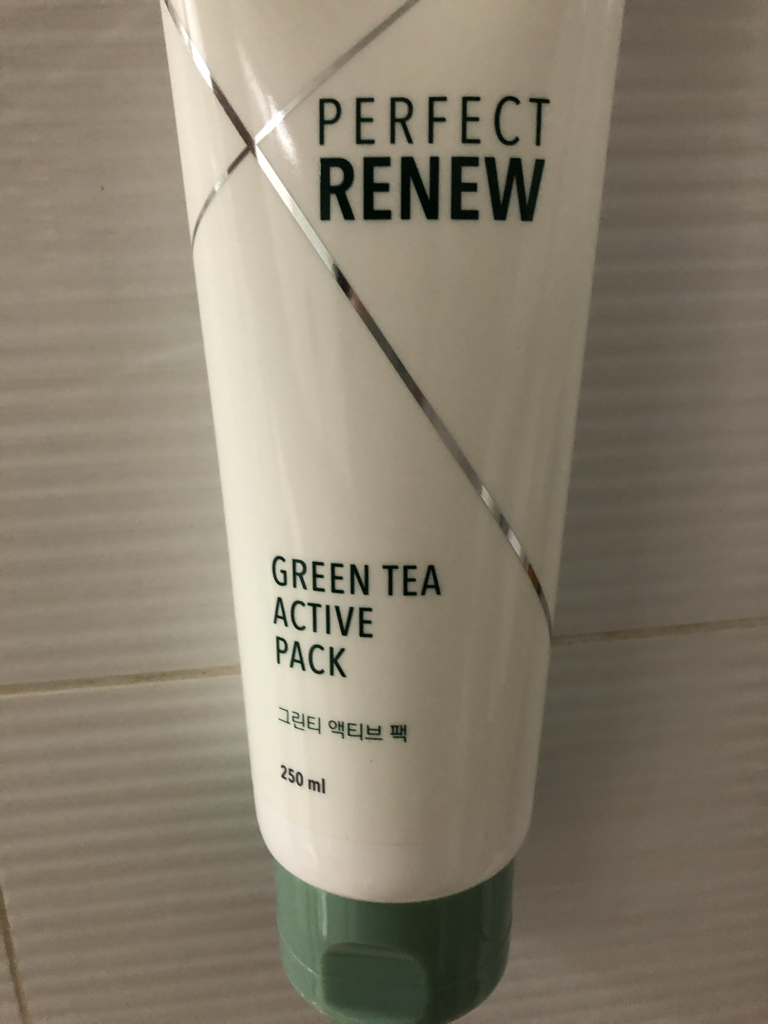 PERFECT
RENEW
GREEN TEA
ACTIVE
PACK
그린티 액티브 팩
250 ml